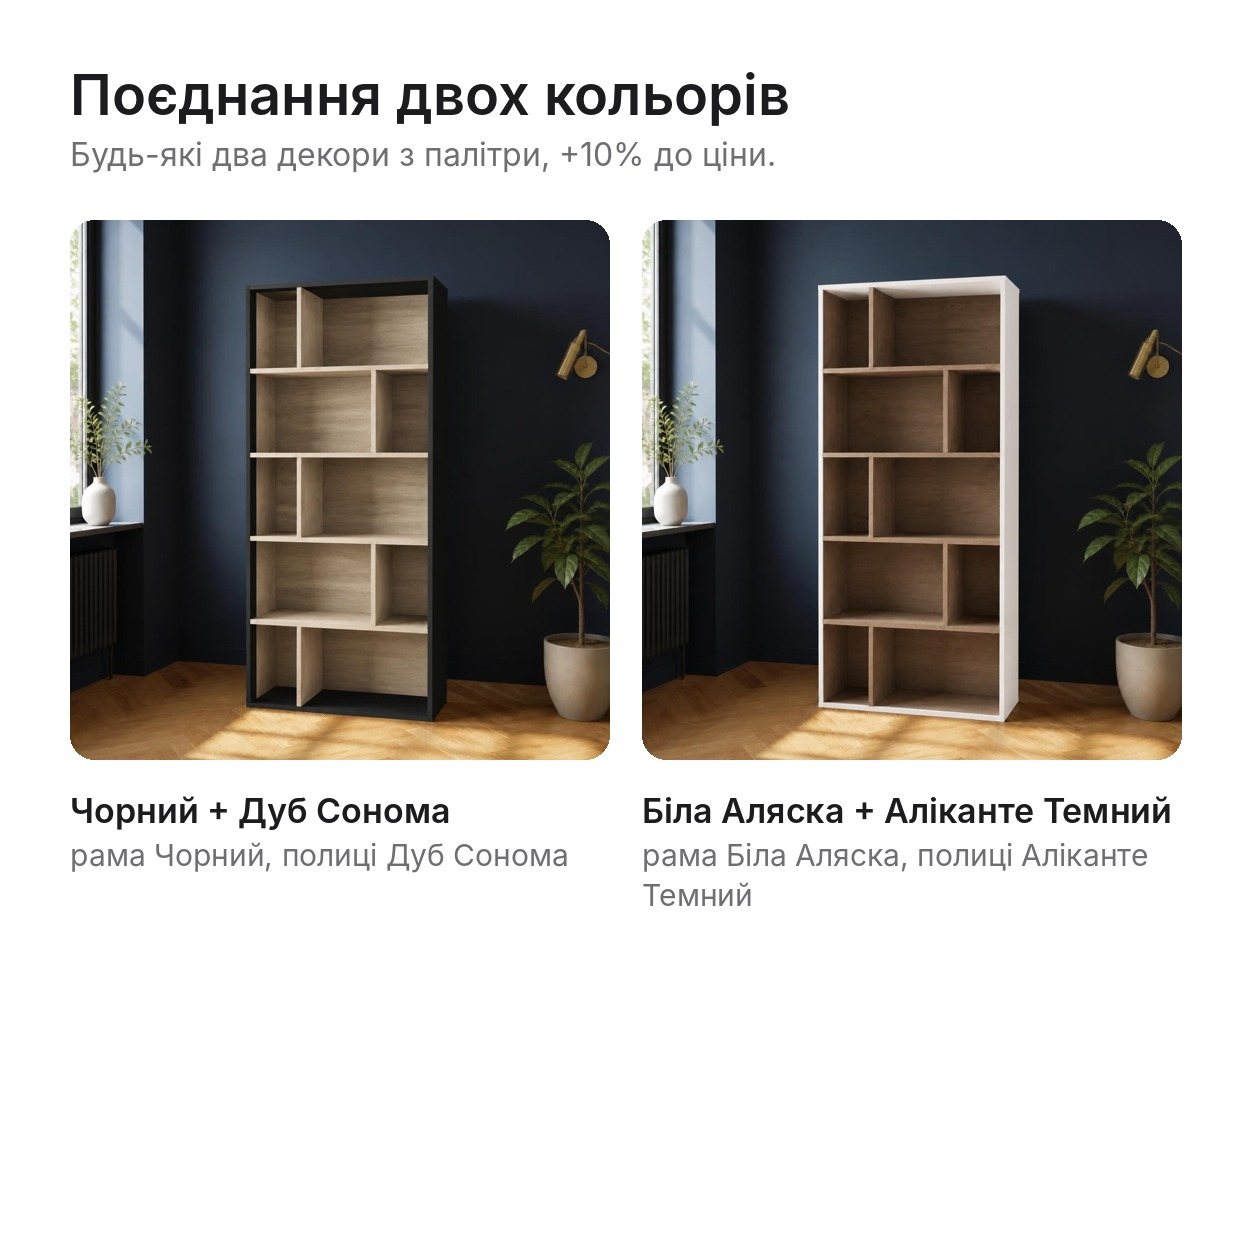 Поєднання двох кольорів
Будь-які два декори з палітри, +10% до ціни.
Чорний + Дуб Сонома
рама Чорний, полиці Дуб Сонома
Біла Аляска + Аліканте Темний
рама Біла Аляска, полиці Аліканте
Темний